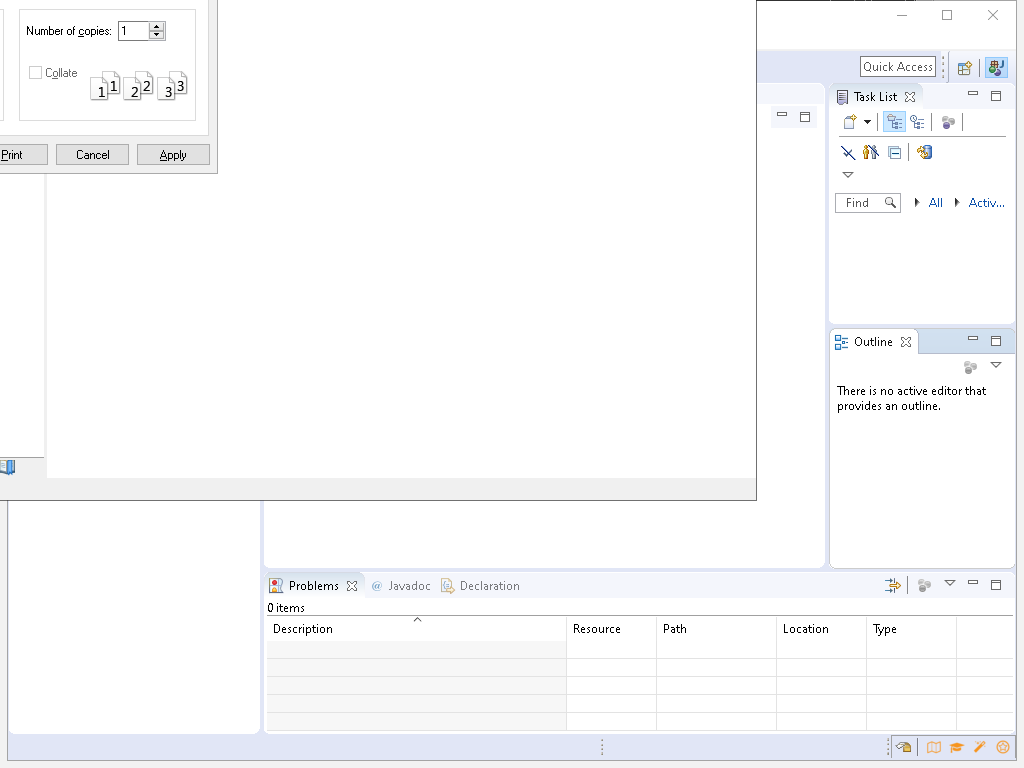 Number of copies: 1
Collate
1 1 2 2 3 3
Print Cancel Apply
Quick Access
Task List
Find All Activ...
Outline
There is no active editor that
provides an outline.
Problems @ Javadoc Declaration
0 items
Description Resource Path Location Type